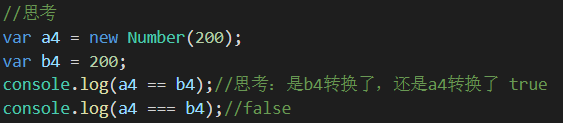 //思考
var a4 = new Number(200);
var b4 = 200;
console.log(a4 == b4);//思考：是b4转换了，还是a4转换了 true
console.log(a4 === b4);//false